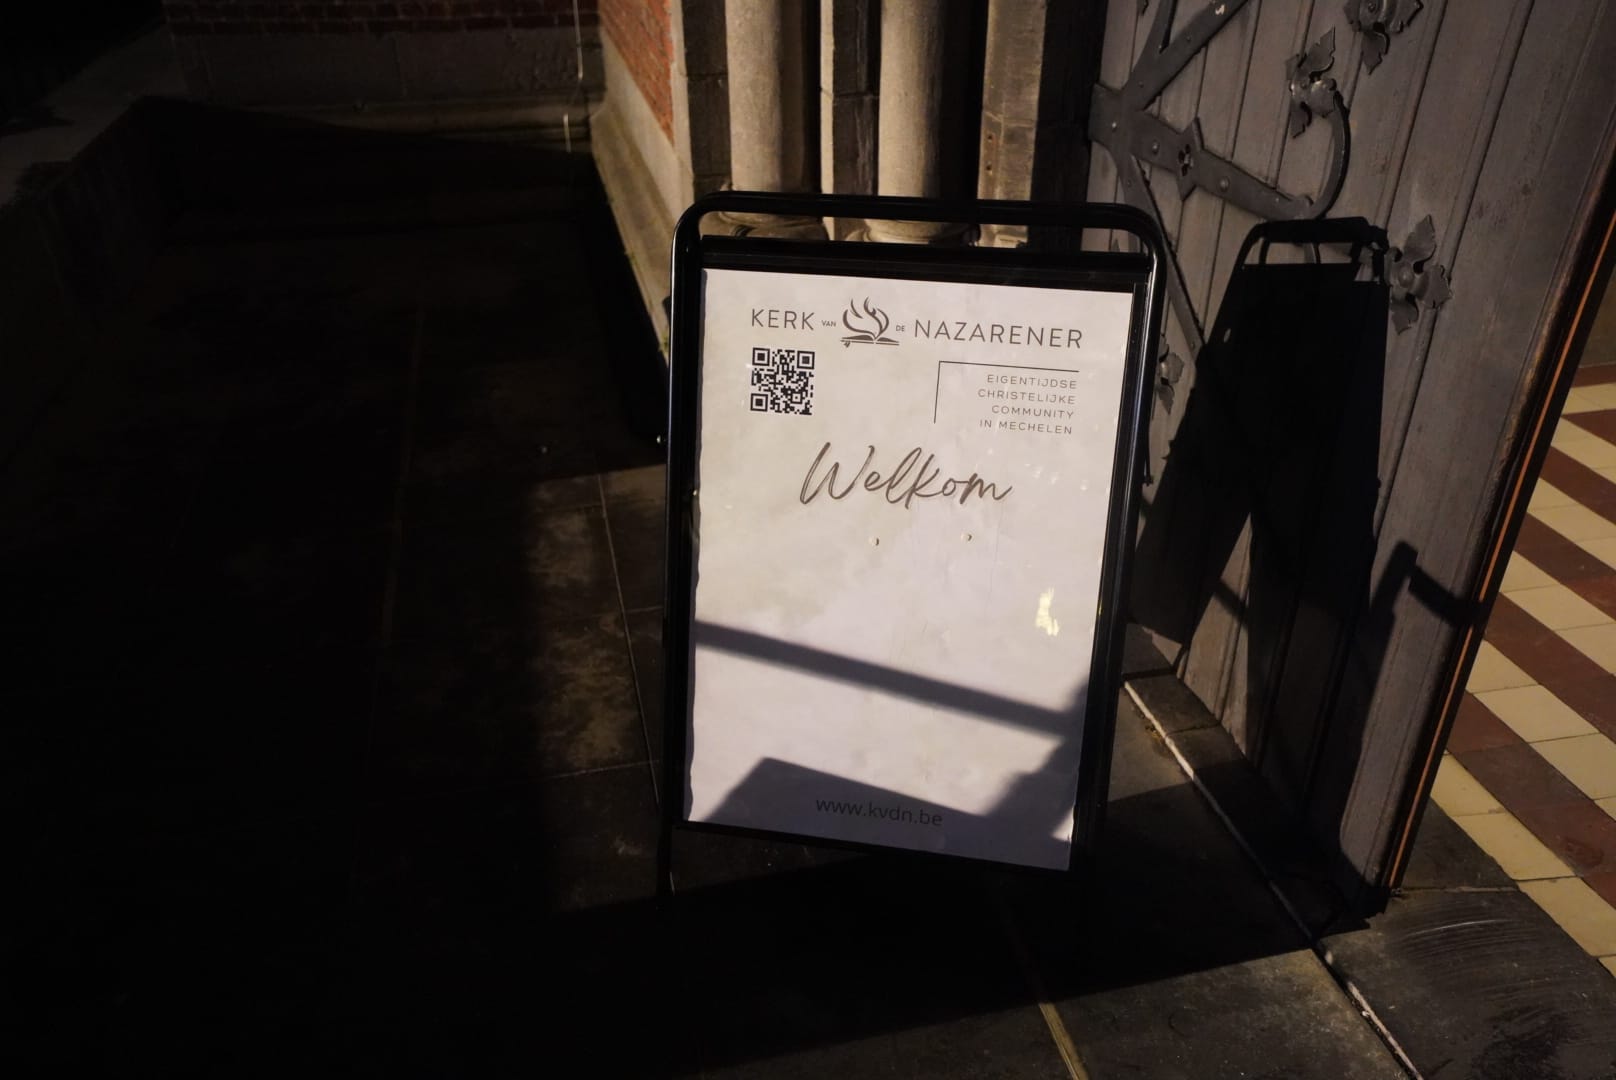 KERK VAN DE NAZARENER
EIGENTIJDSE
CHRISTELIJKE
COMMUNITY
IN MECHELEN
Welkom
www.kvdn.be